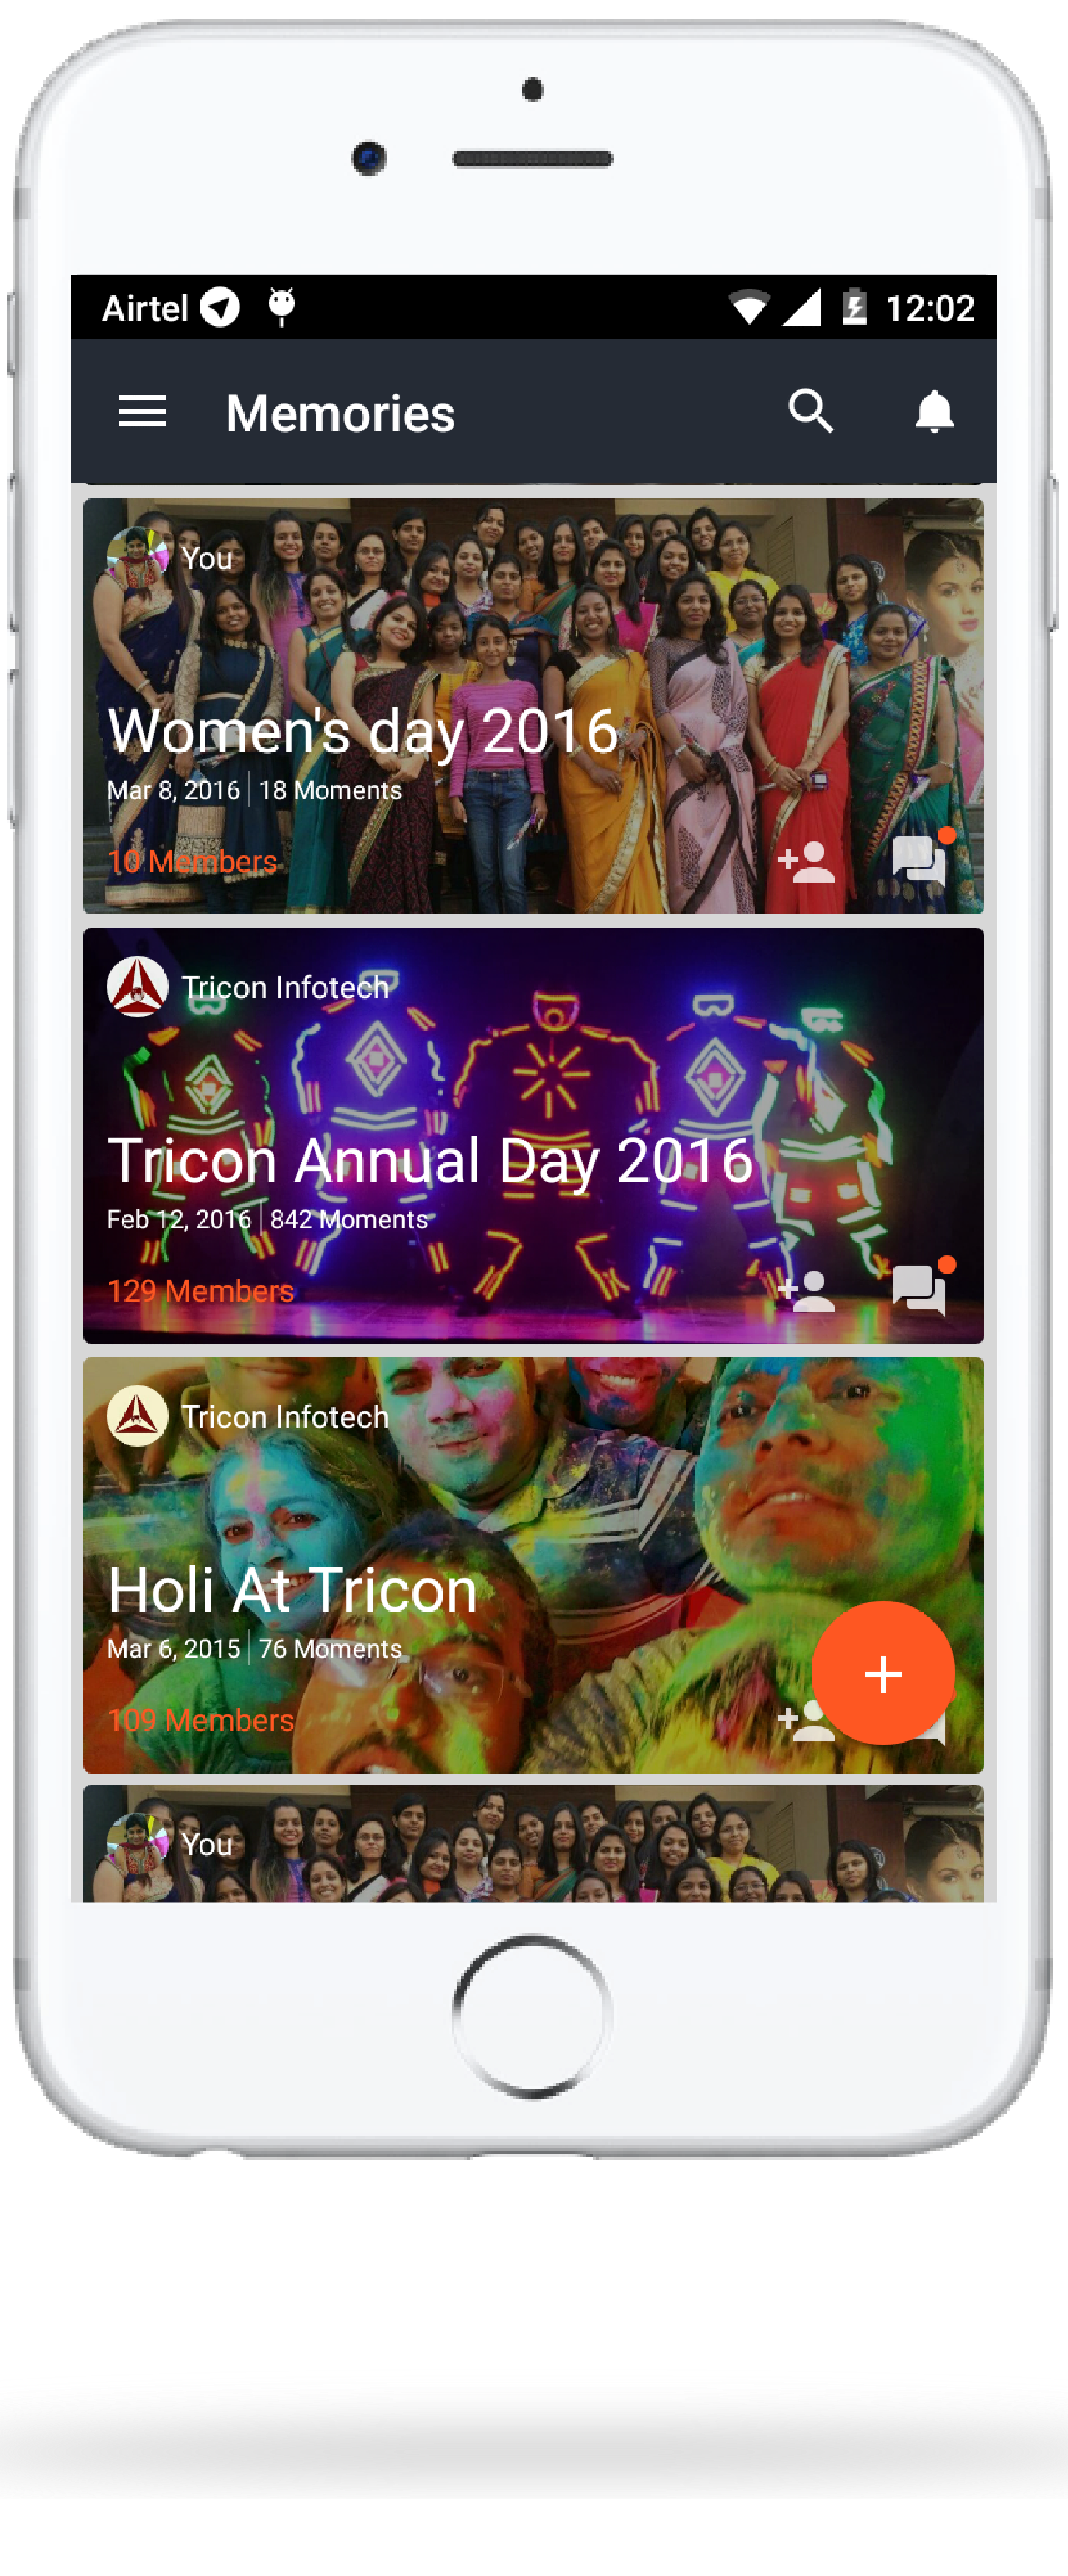 Airtel 12:02
Memories
You
Women's day 2016
Mar 8, 2016 | 18 Moments
10 Members
Tricon Infotech
Tricon Annual Day 2016
Feb 12, 2016 | 842 Moments
129 Members
Tricon Infotech
Holi At Tricon
Mar 6, 2015 | 76 Moments
109 Members
You